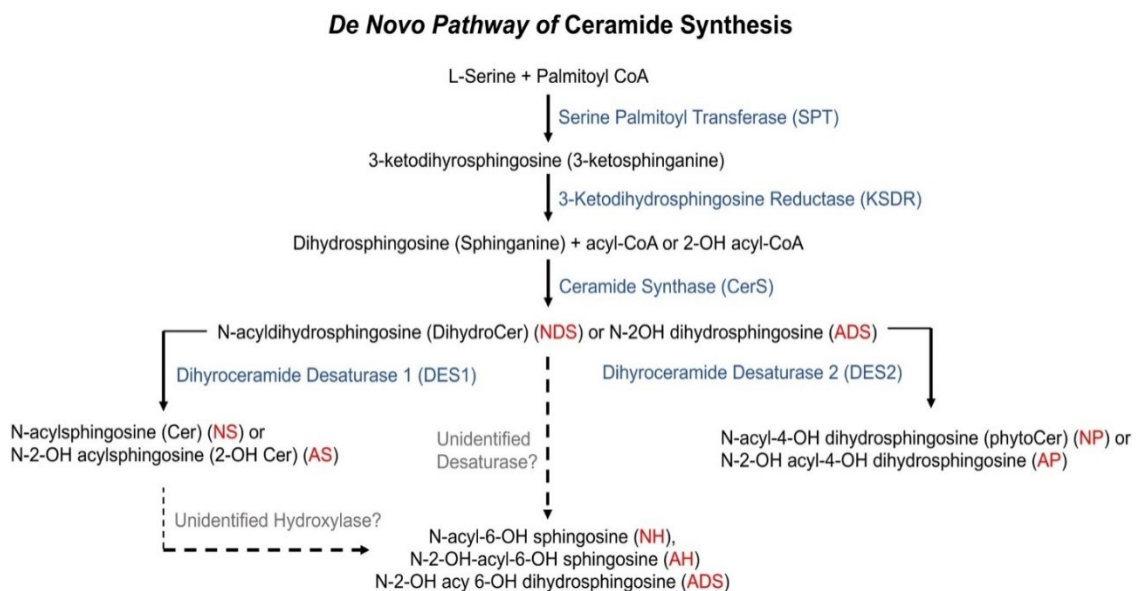 De Novo Pathway of Ceramide Synthesis
L-Serine + Palmitoyl CoA
Serine Palmitoyl Transferase (SPT)
3-ketodihyrosphingosine (3-ketosphinganine)
3-Ketodihydrosphingosine Reductase (KSDR)
Dihydrosphingosine (Sphinganine) + acyl-CoA or 2-OH acyl-CoA
Ceramide Synthase (CerS)
N-acyldihydrosphingosine (DihydroCer) (NDS) or N-2OH dihydrosphingosine (ADS)
Dihyroceramide Desaturase 1 (DES1)
Dihyroceramide Desaturase 2 (DES2)
N-acylsphingosine (Cer) (NS) or
N-2-OH acylsphingosine (2-OH Cer) (AS)
Unidentified
Desaturase?
N-acyl-4-OH dihydrosphingosine (phytoCer) (NP) or
N-2-OH acyl-4-OH dihydrosphingosine (AP)
Unidentified Hydroxylase?
N-acyl-6-OH sphingosine (NH),
N-2-OH-acyl-6-OH sphingosine (AH)
N-2-OH acy 6-OH dihydrosphingosine (ADS)